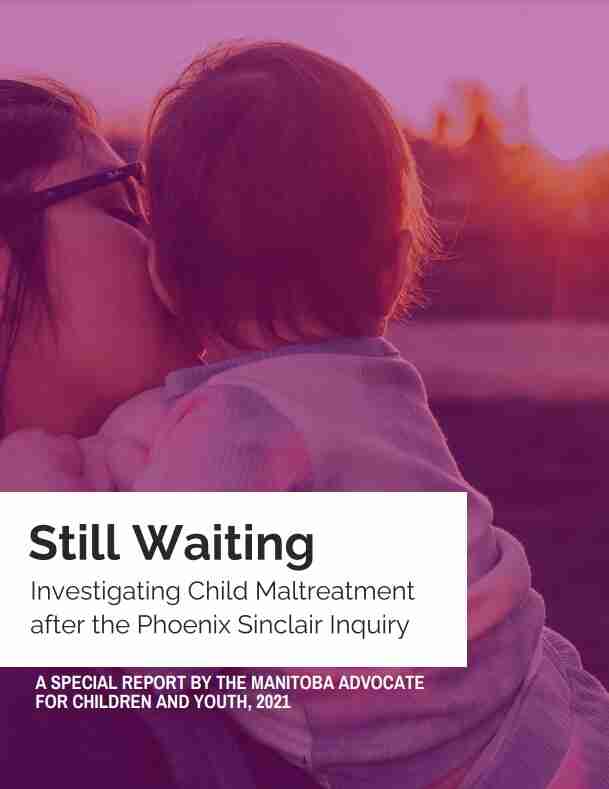 Still Waiting
Investigating Child Maltreatment
after the Phoenix Sinclair Inquiry
A SPECIAL REPORT BY THE MANITOBA ADVOCATE
FOR CHILDREN AND YOUTH, 2021